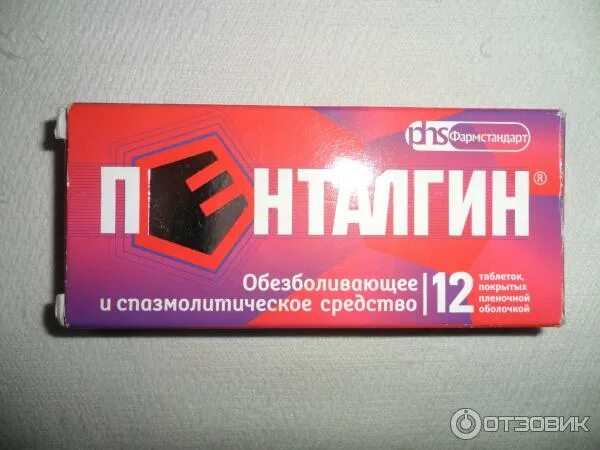 phs Фармстандарт
ПЕНТАЛГИН®
Обезболивающее
и спазмолитическое средство
12
таблеток,
покрытых
пленочной
оболочкой
ОТЗОВИК